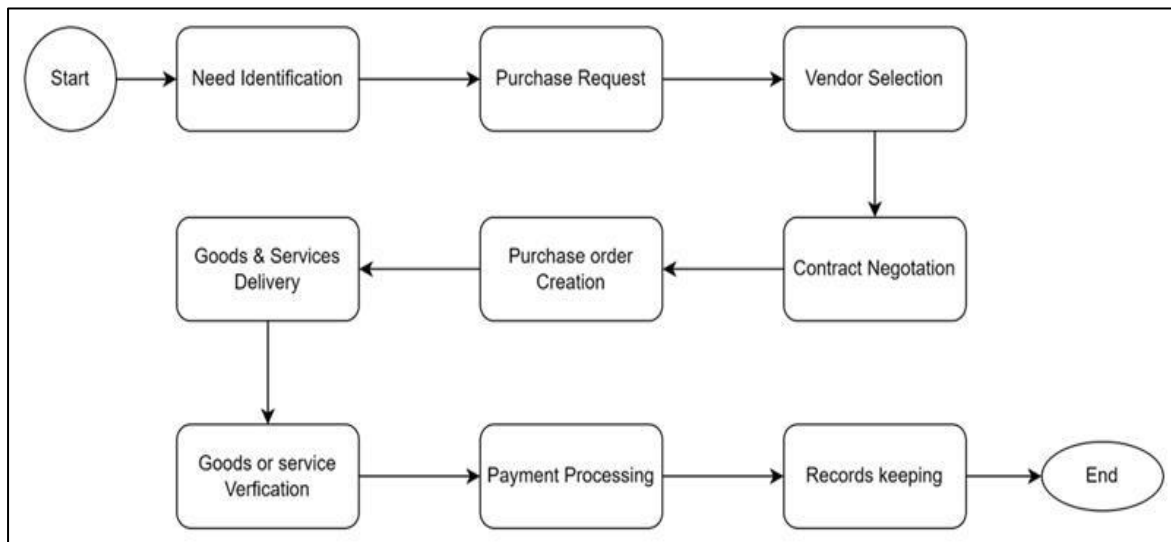 Start
Need Identification
Purchase Request
Vendor Selection
Contract Negotation
Purchase order
Creation
Goods & Services
Delivery
Goods or service
Verfication
Payment Processing
Records keeping
End